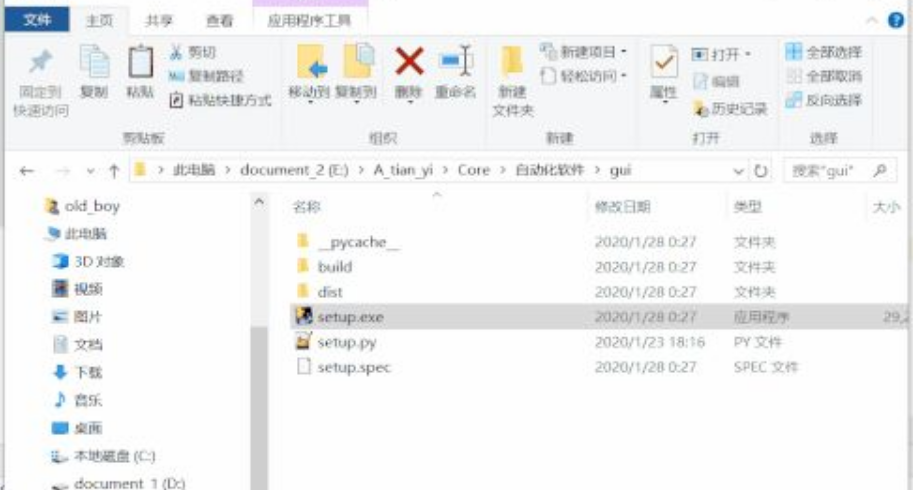 文件 主页 共享 查看 应用程序工具
剪切
复制路径
粘贴快捷方式
固定到
快速访问
复制
粘贴
剪贴板
移动到 复制到 删除 重命名
组织
新建
文件夹
新建项目
轻松访问
新建
属性
打开
编辑
历史记录
打开
全部选择
全部取消
反向选择
选择
此电脑 > document_2 (E:) > A_tian_yi > Core > 自动化软件 > gui
搜索"gui"
old_boy
此电脑
3D 对象
视频
图片
文档
下载
音乐
桌面
本地磁盘 (C:)
document_1 (D:)
名称 修改日期 类型 大小
__pycache__ 2020/1/28 0:27 文件夹
build 2020/1/28 0:27 文件夹
dist 2020/1/28 0:27 文件夹
setup.exe 2020/1/28 0:27 应用程序 29,2
setup.py 2020/1/23 18:16 PY 文件
setup.spec 2020/1/28 0:27 SPEC 文件